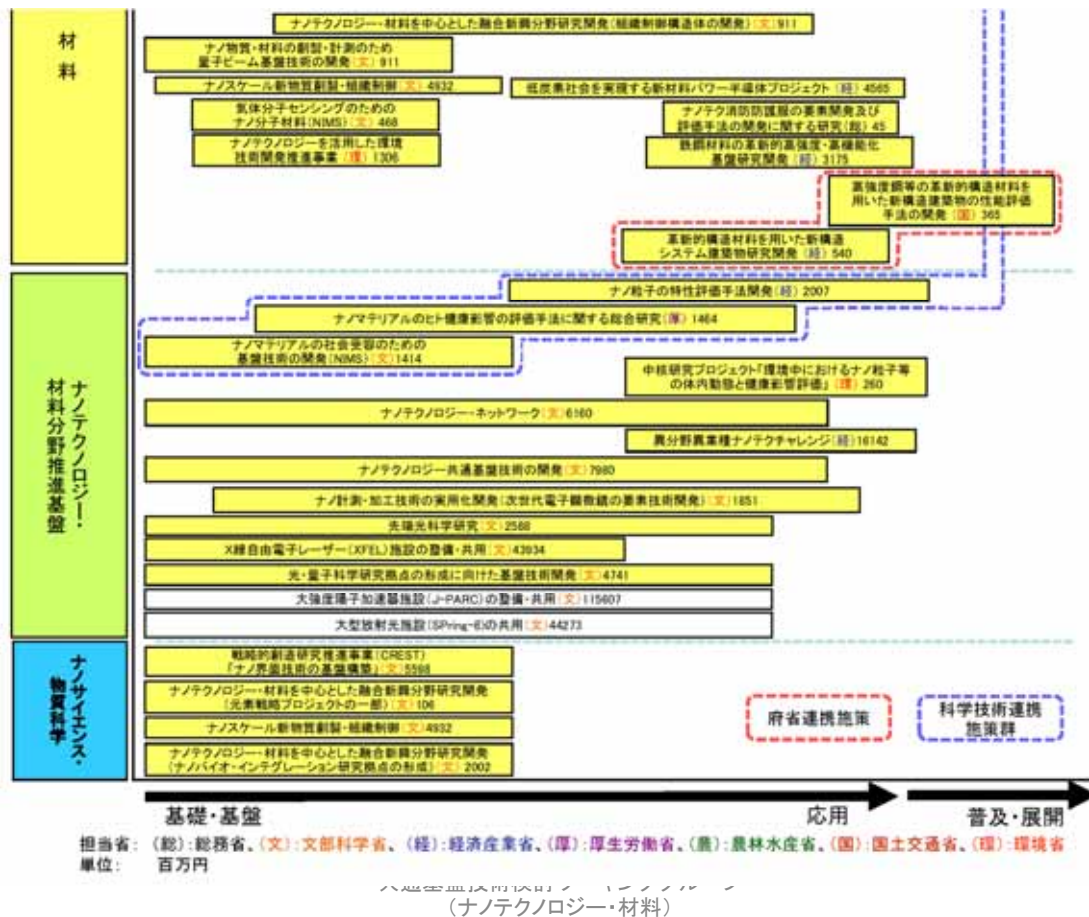 材料
ナノテクノロジー・材料を中心とした融合新興分野研究開発(組織制御構造体の開発)(文)911
ナノ物質・材料の創製・計測のため
量子ビーム基盤技術の開発(文)911
ナノスケール新物質創製・組織制御(文)4932
低炭素社会を実現する新材料パワー半導体プロジェクト(経)4565
気体分子センシングのための
ナノ分子材料(NIMS)(文)468
ナノテク消防防護服の要素開発及び
評価手法の開発に関する研究(総)45
ナノテクノロジーを活用した環境
技術開発推進事業(環)1306
鉄鋼材料の革新的高強度・高機能化
基盤研究開発(経)3175
高強度鋼等の革新的構造材料を
用いた新構造建築物の性能評価
手法の開発(国)365
革新的構造材料を用いた新構造
システム建築物研究開発(経)540
ナノテクノロジー・
材料分野推進基盤
ナノ粒子の特性評価手法開発(経)2007
ナノマテリアルのヒト健康影響の評価手法に関する総合研究(厚)1464
ナノマテリアルの社会受容のための
基盤技術の開発(NIMS)(文)1414
中核研究プロジェクト「環境中におけるナノ粒子等
の体内動態と健康影響評価」(環)260
ナノテクノロジー・ネットワーク(文)6160
異分野異業種ナノテクチャレンジ(経)16142
ナノテクノロジー共通基盤技術の開発(文)7980
ナノ計測・加工技術の実用化開発(次世代電子顕微鏡の要素技術開発)(文)1651
先端光科学研究(文)2588
X線自由電子レーザー(XFEL)施設の整備・共用(文)43934
光・量子科学研究拠点の形成に向けた基盤技術開発(文)4741
大強度陽子加速器施設(J-PARC)の整備・共用(文)115607
大型放光施設(SPring-8)の共用(文)44273
ナノサイエンス・
物質科学
戦略的創造研究推進事業(CREST)
「ナノ界面技術の基盤構築」(文)5598
ナノテクノロジー・材料を中心とした融合新興分野研究開発
(元素戦略プロジェクトの一部)(文)106
ナノスケール新物質創製・組織制御(文)4932
ナノテクノロジー・材料を中心とした融合新興分野研究開発
(ナノバイオ・インテグレーション研究拠点の形成)(文)2002
府省連携施策
科学技術連携
施策群
基礎・基盤
応用
普及・展開
担当省: (総):総務省、(文):文部科学省、(経):経済産業省、(厚):厚生労働省、(農):農林水産省、(国):国土交通省、(環):環境省
単位: 百万円
(ナノテクノロジー・材料)